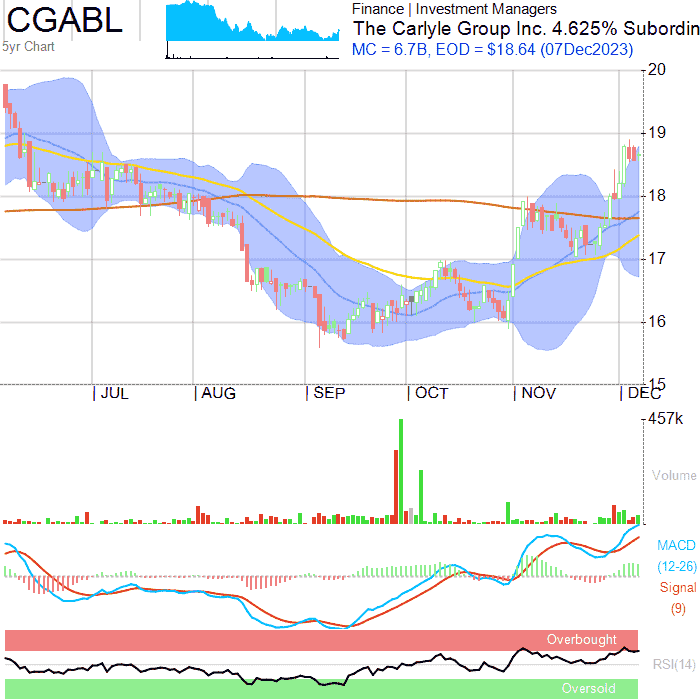 CGABL
5yr Chart
Finance | Investment Managers
The Carlyle Group Inc. 4.625% Subordin
MC = 6.7B, EOD = $18.64 (07Dec2023)
20
19
18
17
16
15
JUL AUG SEP OCT NOV DEC
457k
Volume
MACD
(12-26)
Signal
(9)
Overbought
RSI(14)
Oversold